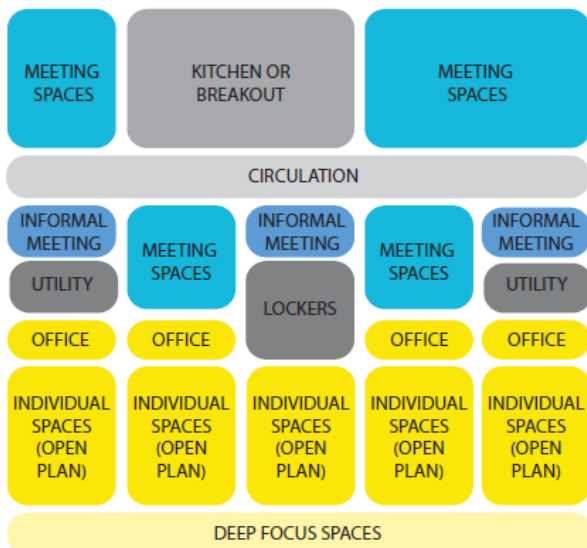 MEETING
SPACES
KITCHEN OR
BREAKOUT
MEETING
SPACES
CIRCULATION
INFORMAL
MEETING
MEETING
SPACES
INFORMAL
MEETING
MEETING
SPACES
INFORMAL
MEETING
UTILITY
LOCKERS
UTILITY
OFFICE
OFFICE
OFFICE
OFFICE
INDIVIDUAL
SPACES
(OPEN
PLAN)
INDIVIDUAL
SPACES
(OPEN
PLAN)
INDIVIDUAL
SPACES
(OPEN
PLAN)
INDIVIDUAL
SPACES
(OPEN
PLAN)
INDIVIDUAL
SPACES
(OPEN
PLAN)
DEEP FOCUS SPACES